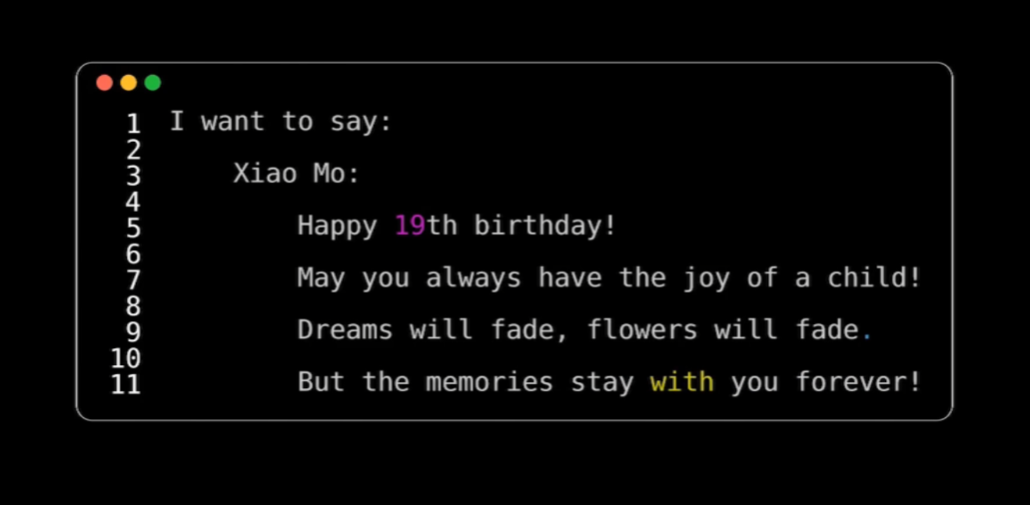 1 I want to say:
2
3 Xiao Mo:
4
5 Happy 19th birthday!
6
7 May you always have the joy of a child!
8
9 Dreams will fade, flowers will fade.
10
11 But the memories stay with you forever!